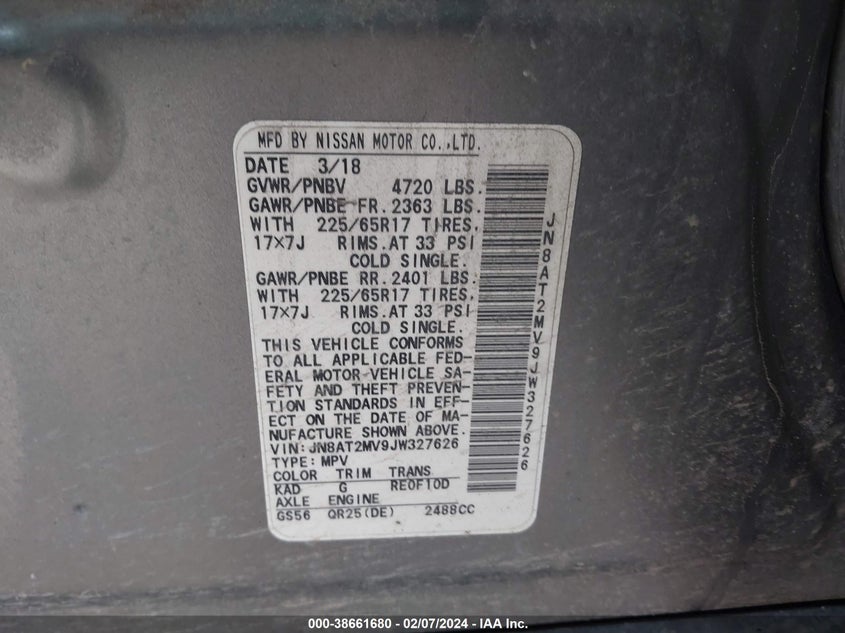 MFD BY NISSAN MOTOR CO.,LTD.
DATE 3/18
GVWR/PNBV 4720 LBS.
GAWR/PNBE FR. 2363 LBS.
WITH 225/65R17 TIRES,
17×7J RIMS.AT 33 PSI
COLD SINGLE.
GAWR/PNBE RR. 2401 LBS.
WITH 225/65R17 TIRES,
17×7J RIMS.AT 33 PSI
COLD SINGLE.
THIS VEHICLE CONFORMS
TO ALL APPLICABLE FED-
ERAL MOTOR VEHICLE SA-
FETY AND THEFT PREVEN-
TION STANDARDS IN EFF-
ECT ON THE DATE OF MA-
NUFACTURE SHOWN ABOVE.
VIN:JN8AT2MV9JW327626
TYPE:MPV
COLOR TRIM TRANS
KAD G RE0F10D
AXLE ENGINE
GS56 QR25(DE) 2488CC
JN8AT2MV9JW327626
000-38661680 - 02/07/2024 - IAA Inc.